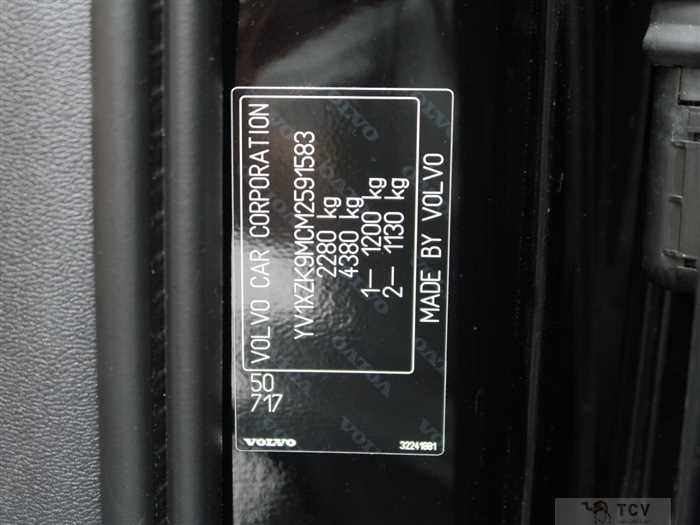 VOLVO CAR CORPORATION
YV1XZK9MCM2591583
2280 kg
4380 kg
1– 1200 kg
2– 1130 kg
MADE BY VOLVO
50
717
VOLVO
32241881
TCV